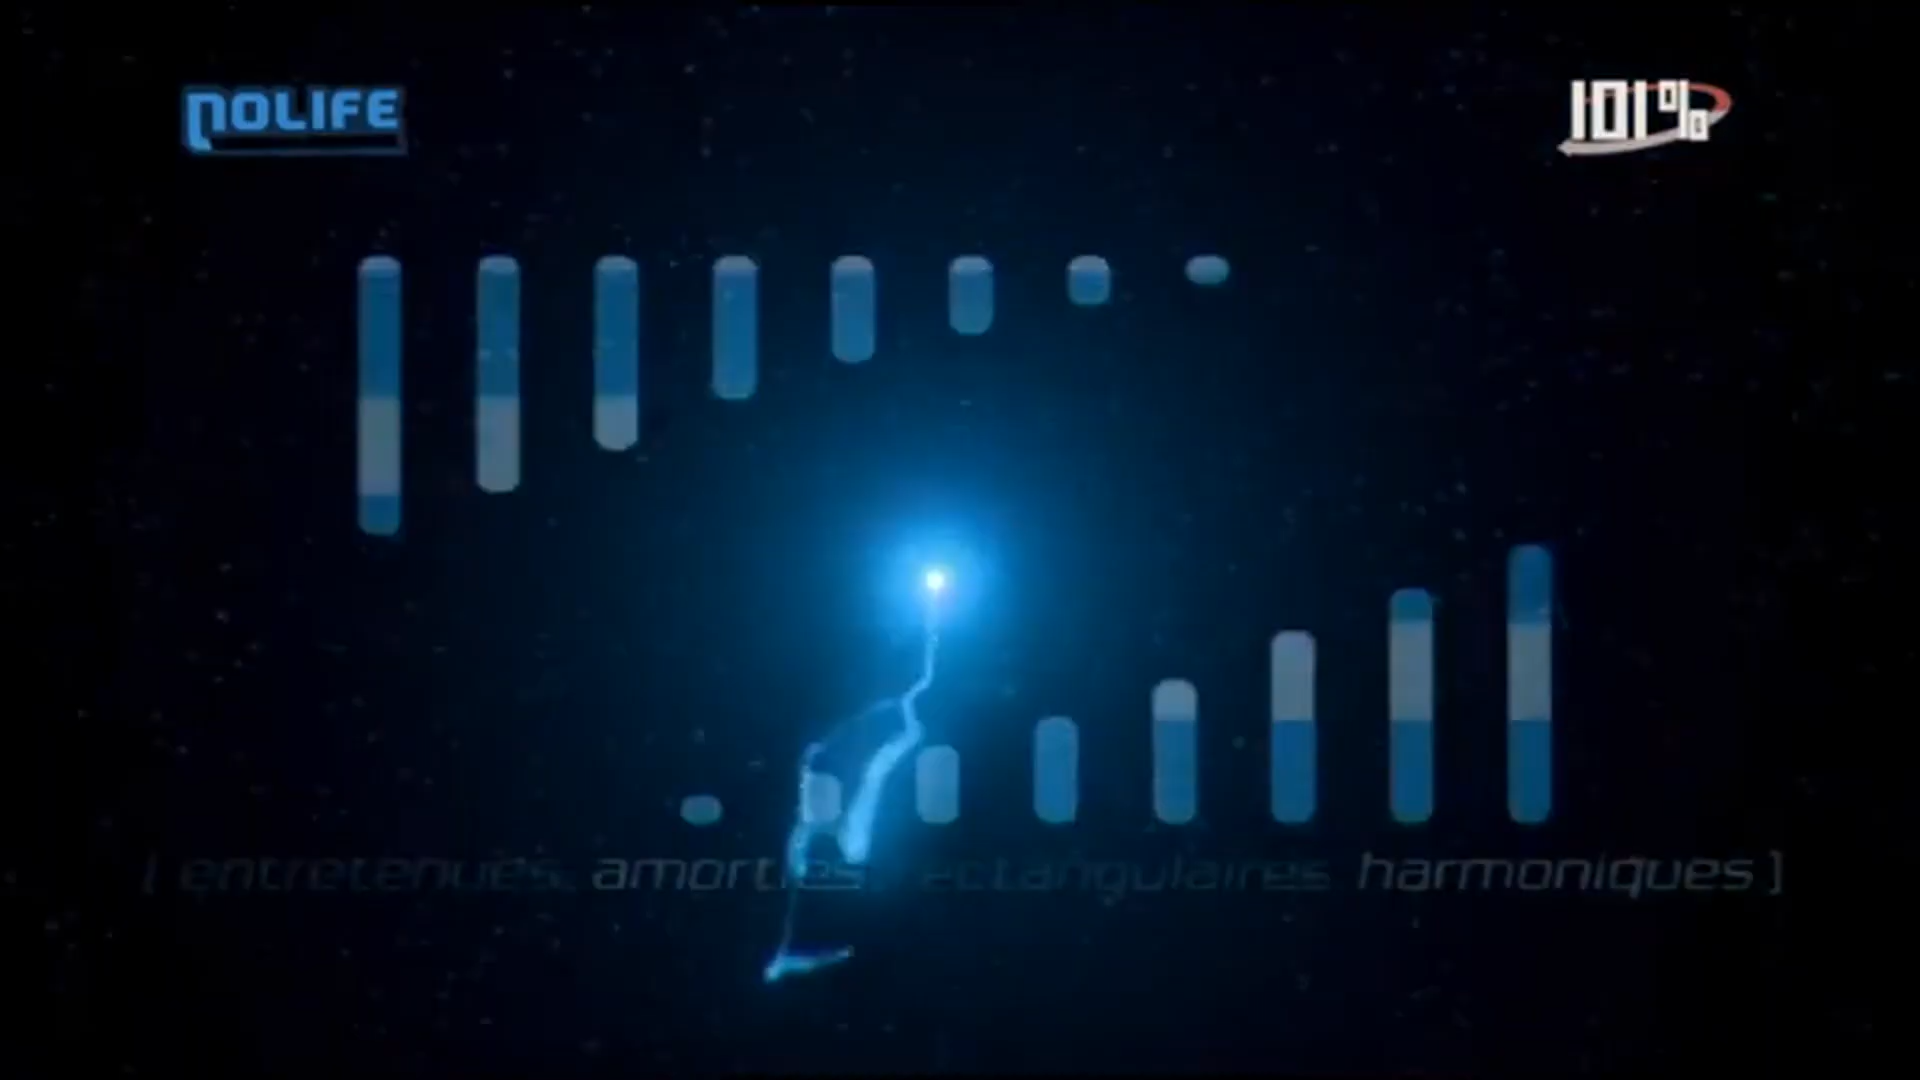 NOLIFE
101%
[ entretenues, amorties, rectangulaires harmoniques ]